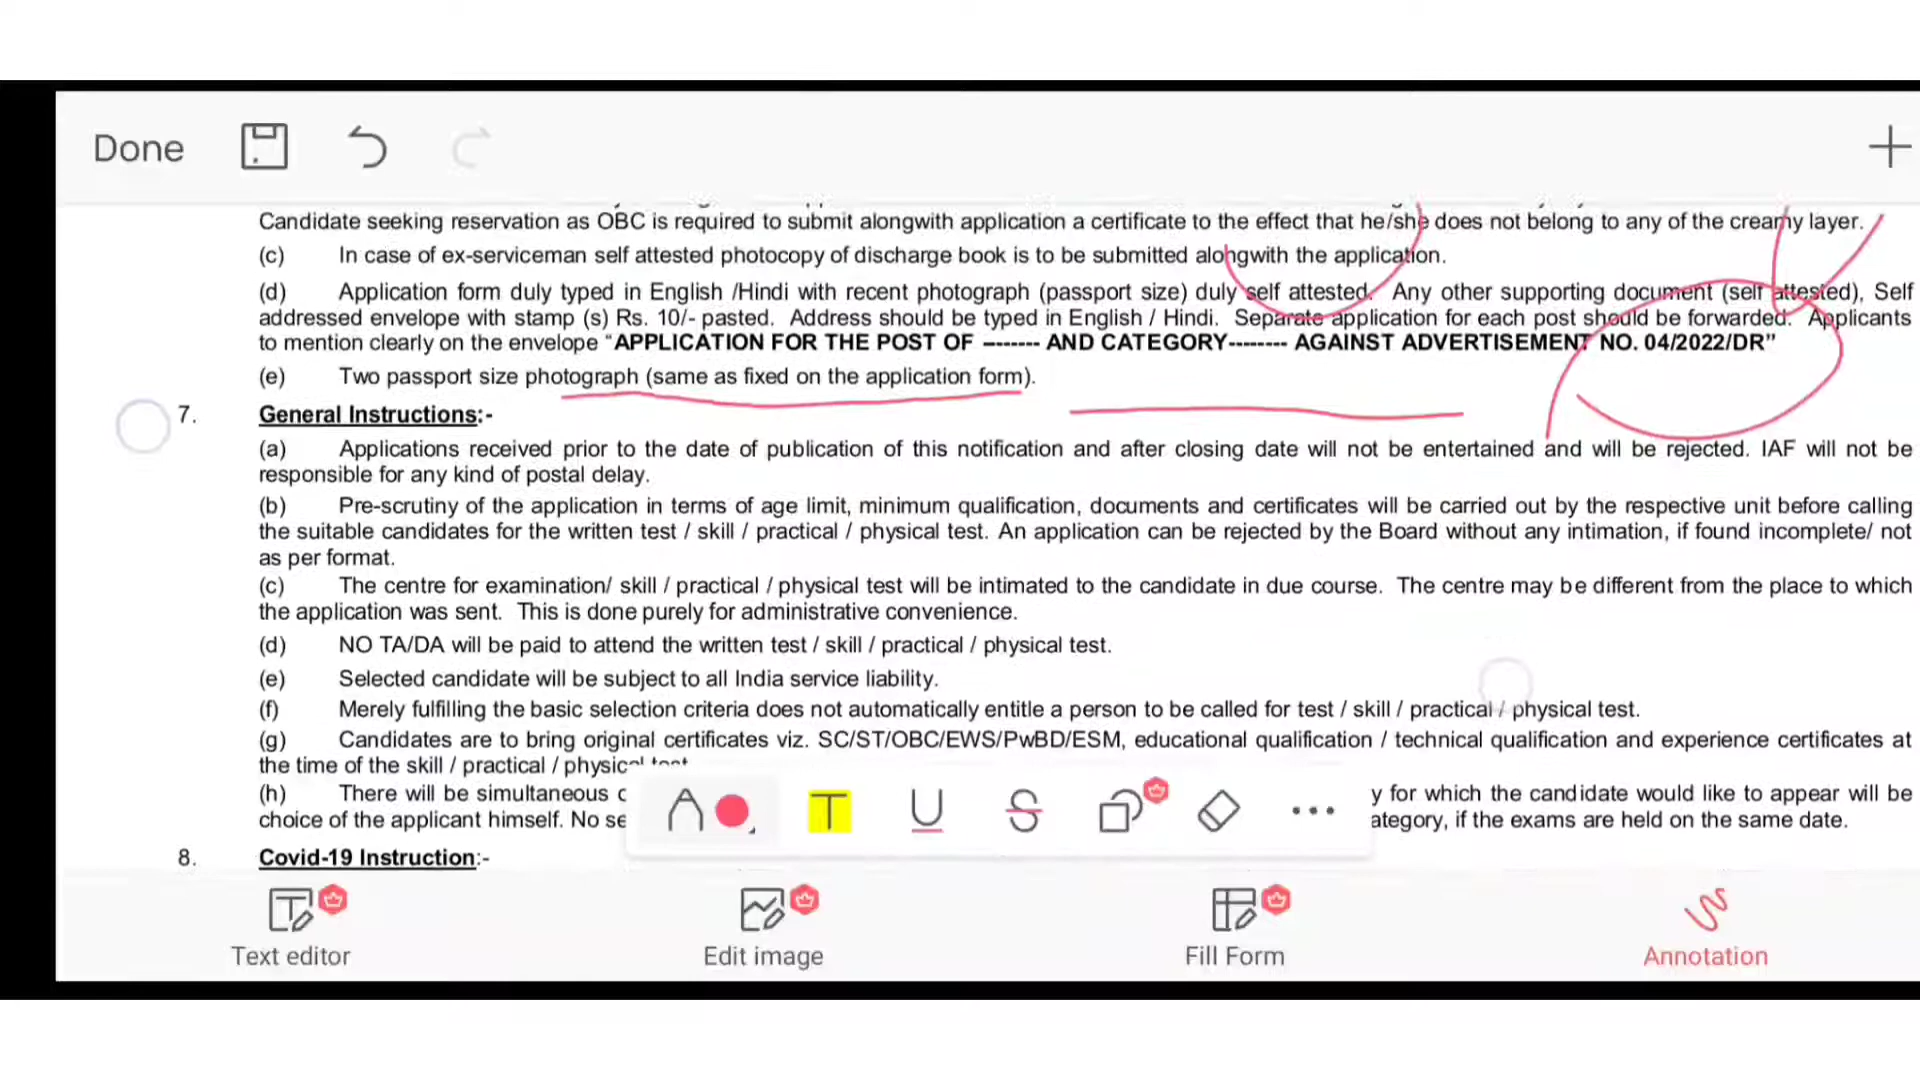 Done
Candidate seeking reservation as OBC is required to submit alongwith application a certificate to the effect that he/she does not belong to any of the creamy layer.
(c) In case of ex-serviceman self attested photocopy of discharge book is to be submitted alongwith the application.
(d) Application form duly typed in English /Hindi with recent photograph (passport size) duly self attested. Any other supporting document (self attested), Self
addressed envelope with stamp (s) Rs. 10/- pasted. Address should be typed in English / Hindi. Separate application for each post should be forwarded. Applicants
to mention clearly on the envelope "APPLICATION FOR THE POST OF ------- AND CATEGORY-------- AGAINST ADVERTISEMENT NO. 04/2022/DR"
(e) Two passport size photograph (same as fixed on the application form).
7. General Instructions:-
(a) Applications received prior to the date of publication of this notification and after closing date will not be entertained and will be rejected. IAF will not be
responsible for any kind of postal delay.
(b) Pre-scrutiny of the application in terms of age limit, minimum qualification, documents and certificates will be carried out by the respective unit before calling
the suitable candidates for the written test / skill / practical / physical test. An application can be rejected by the Board without any intimation, if found incomplete/ not
as per format.
(c) The centre for examination/ skill / practical / physical test will be intimated to the candidate in due course. The centre may be different from the place to which
the application was sent. This is done purely for administrative convenience.
(d) NO TA/DA will be paid to attend the written test / skill / practical / physical test.
(e) Selected candidate will be subject to all India service liability.
(f) Merely fulfilling the basic selection criteria does not automatically entitle a person to be called for test / skill / practical / physical test.
(g) Candidates are to bring original certificates viz. SC/ST/OBC/EWS/PwBD/ESM, educational qualification / technical qualification and experience certificates at
the time of the skill / practical / physical test
(h) There will be simultaneous y for which the candidate would like to appear will be
choice of the applicant himself. No ategory, if the exams are held on the same date.
8. Covid-19 Instruction:-
Text editor
Edit image
Fill Form
Annotation